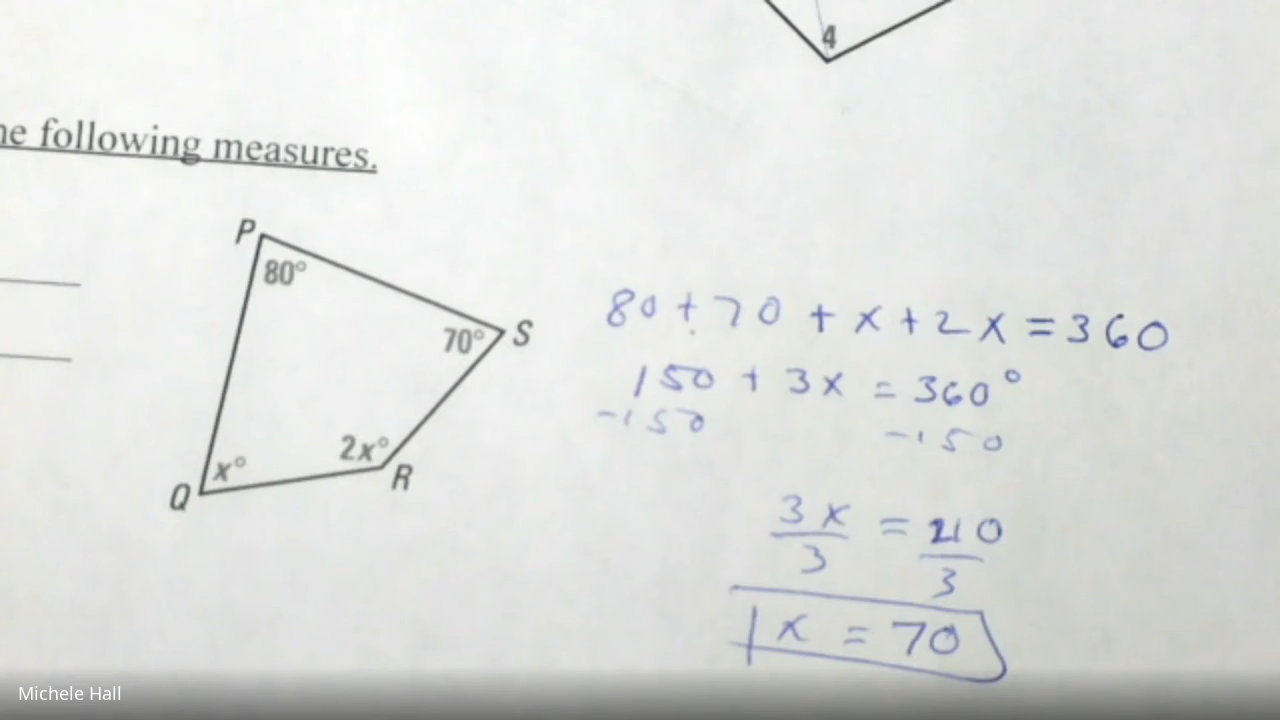 4
he following measures.
P
80°
70° S
2x°
x°
R
Q
80 + 70 + x + 2x = 360
150 + 3x = 360°
-150 -150
3x = 210
3 3
x = 70
Michele Hall